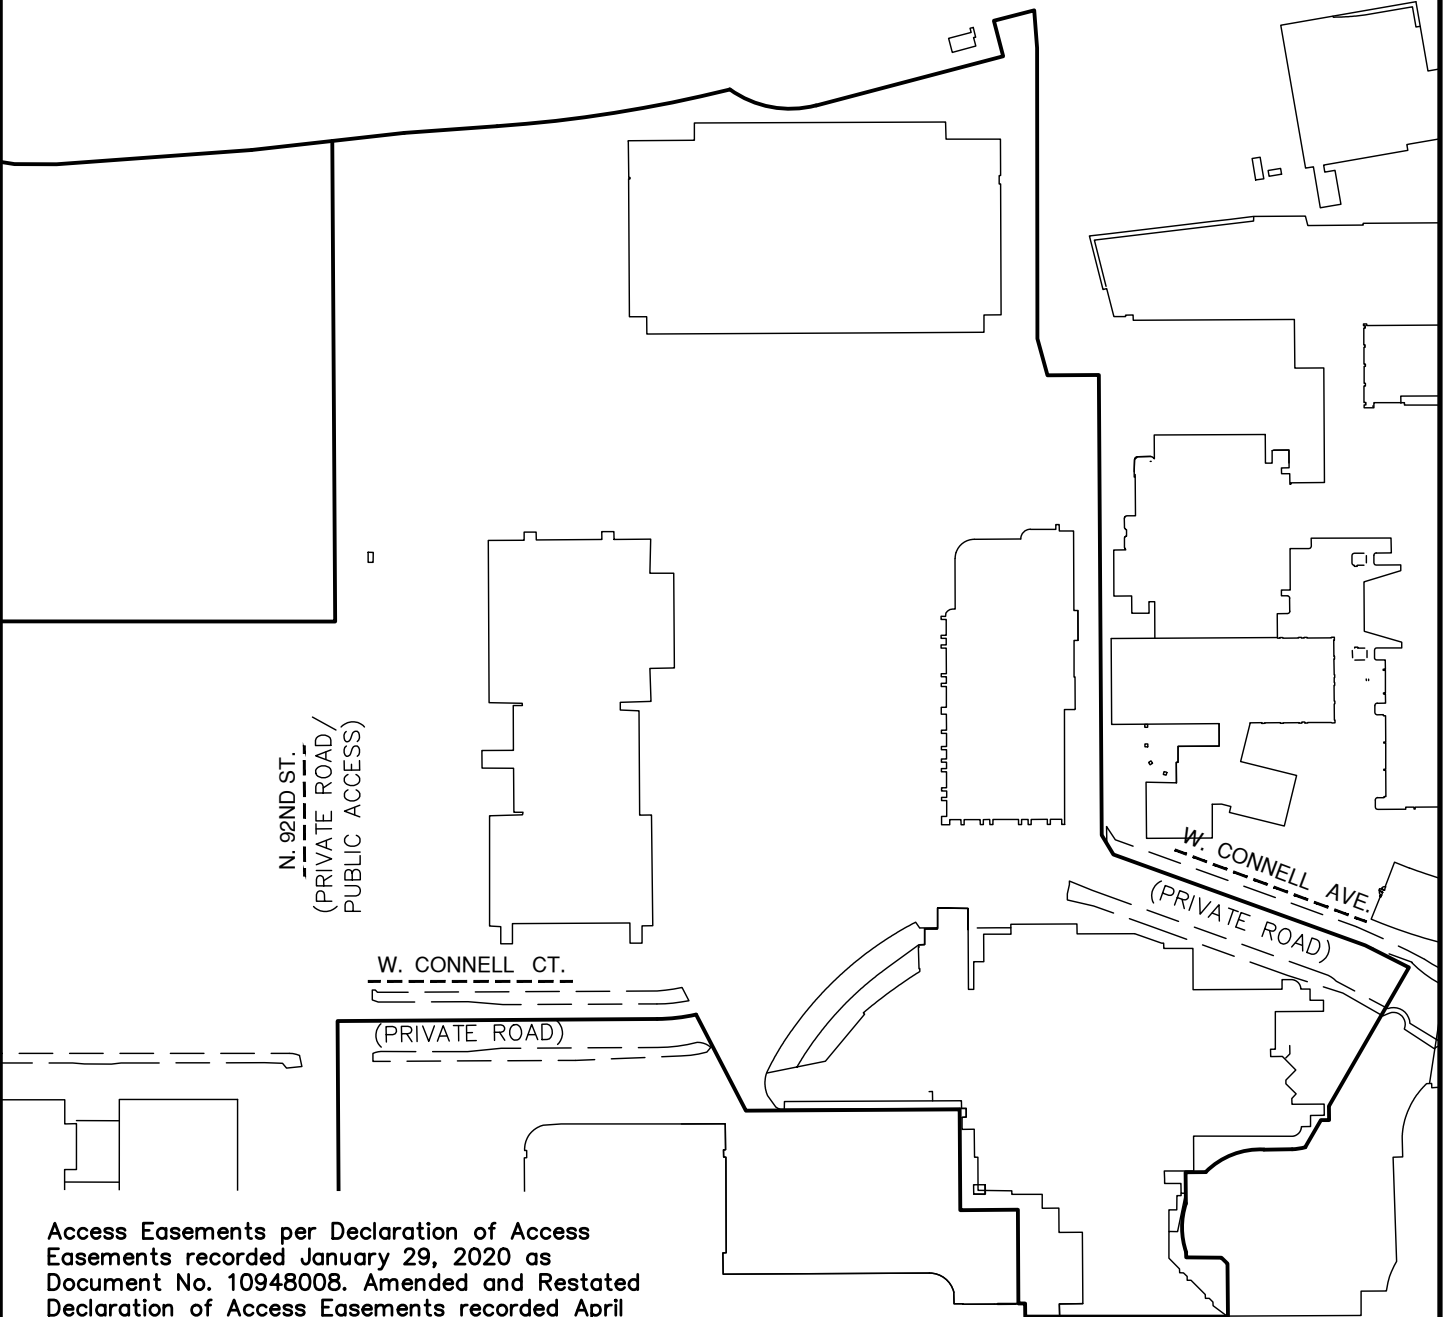 N. 92ND ST.
(PRIVATE ROAD/
PUBLIC ACCESS)
W. CONNELL AVE.
(PRIVATE ROAD)
W. CONNELL CT.
(PRIVATE ROAD)
Access Easements per Declaration of Access
Easements recorded January 29, 2020 as
Document No. 10948008. Amended and Restated
Declaration of Access Easements recorded April